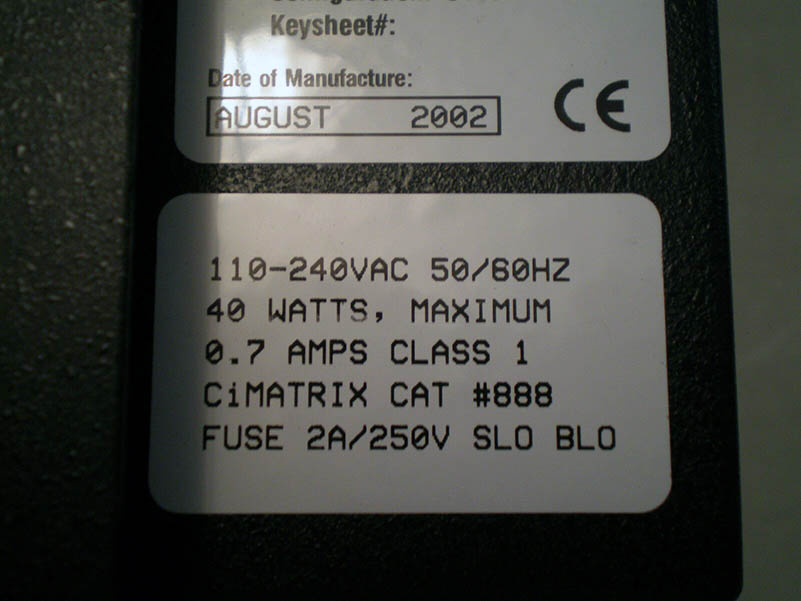 Keysheet#:
Date of Manufacture:
AUGUST 2002
CE
110-240VAC 50/60HZ
40 WATTS, MAXIMUM
0.7 AMPS CLASS 1
CiMATRIX CAT #888
FUSE 2A/250V SLO BLO